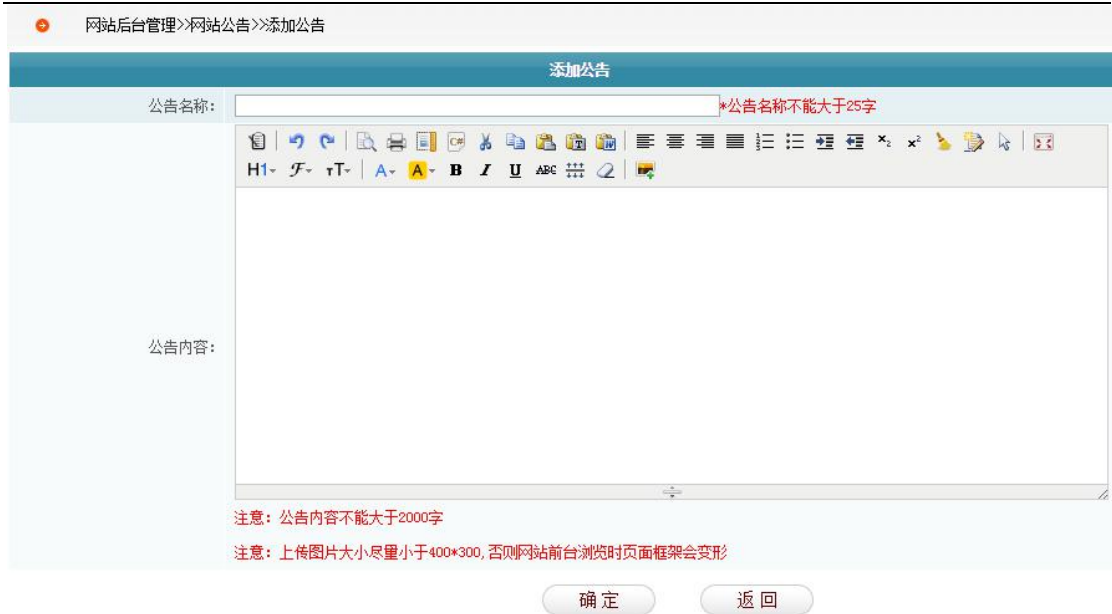 网站后台管理>>网站公告>>添加公告
添加公告
公告名称:
*公告名称不能大于25字
H1 F тT A A B I U ABC
公告内容:
注意: 公告内容不能大于2000字
注意: 上传图片大小尽量小于400*300,否则网站前台浏览时页面框架会变形
确定 返回